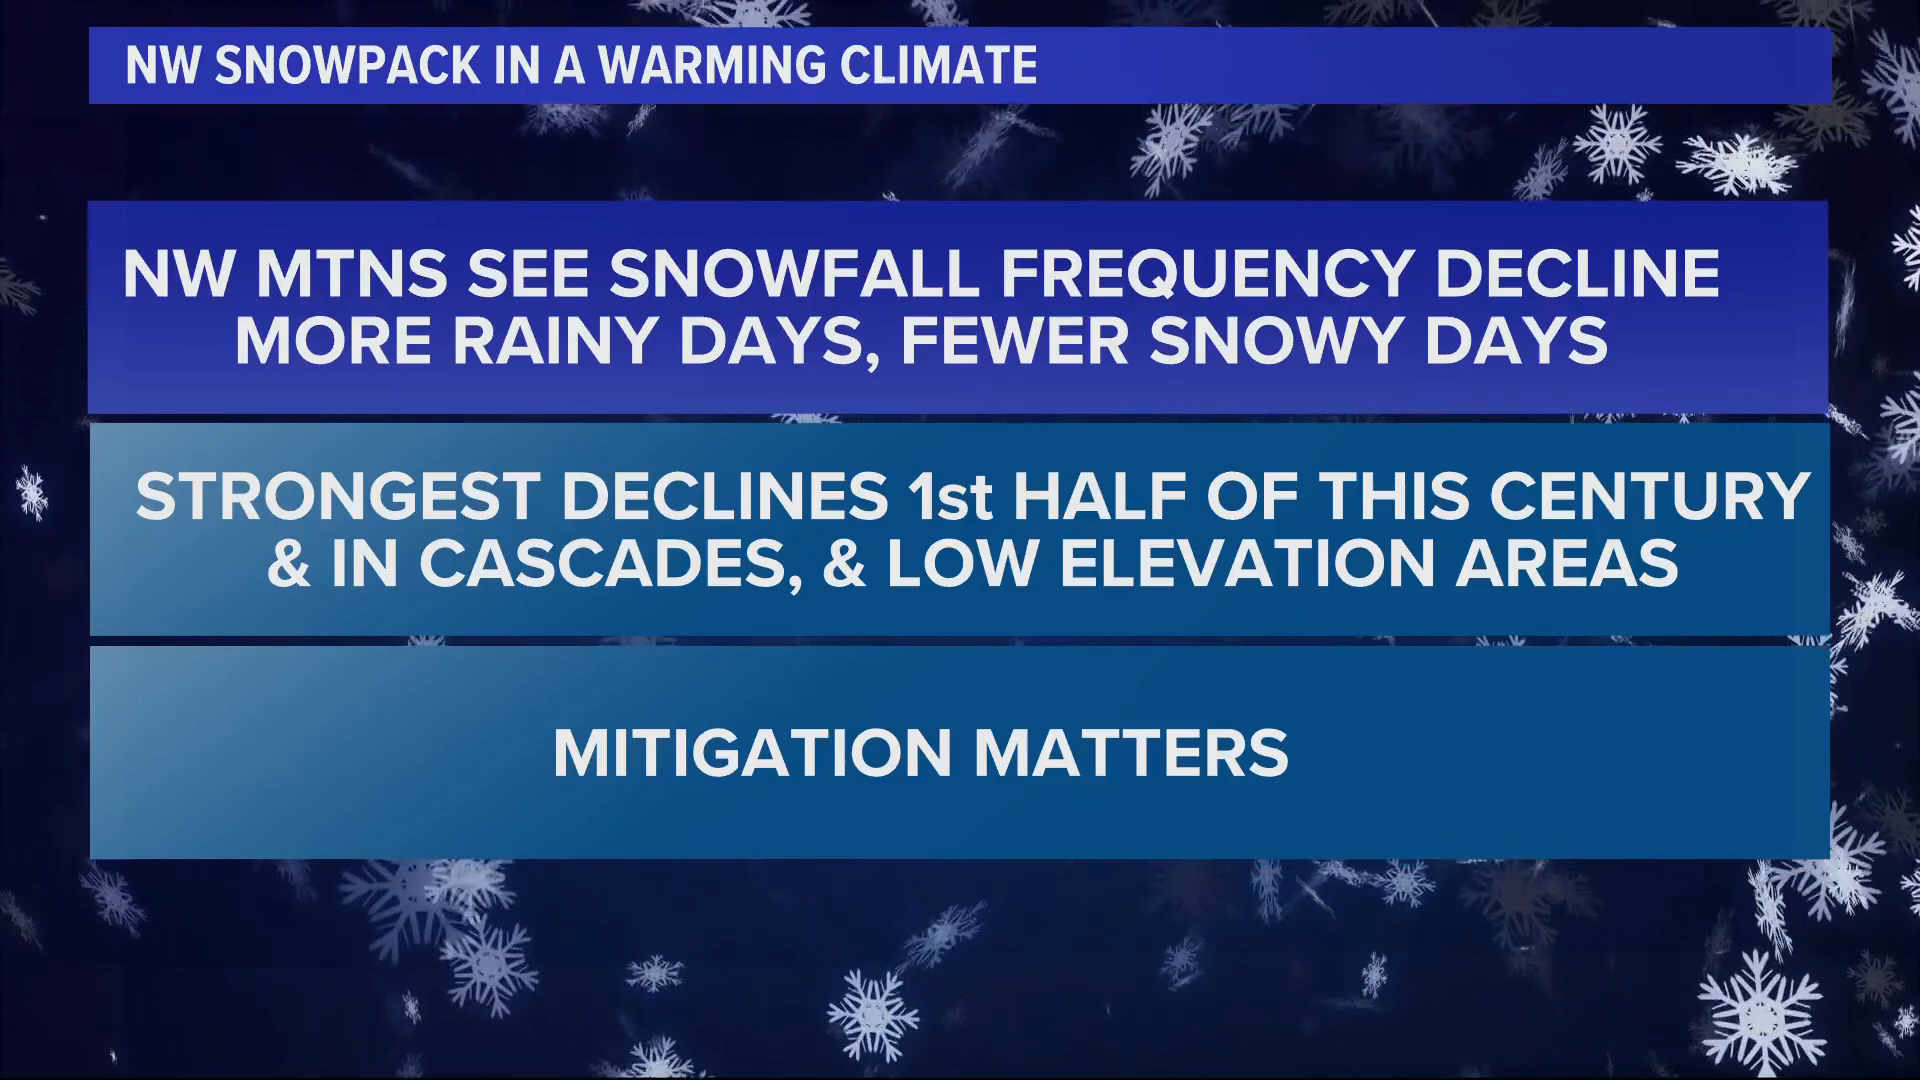 NW SNOWPACK IN A WARMING CLIMATE
NW MTNS SEE SNOWFALL FREQUENCY DECLINE
MORE RAINY DAYS, FEWER SNOWY DAYS
STRONGEST DECLINES 1st HALF OF THIS CENTURY
& IN CASCADES, & LOW ELEVATION AREAS
MITIGATION MATTERS